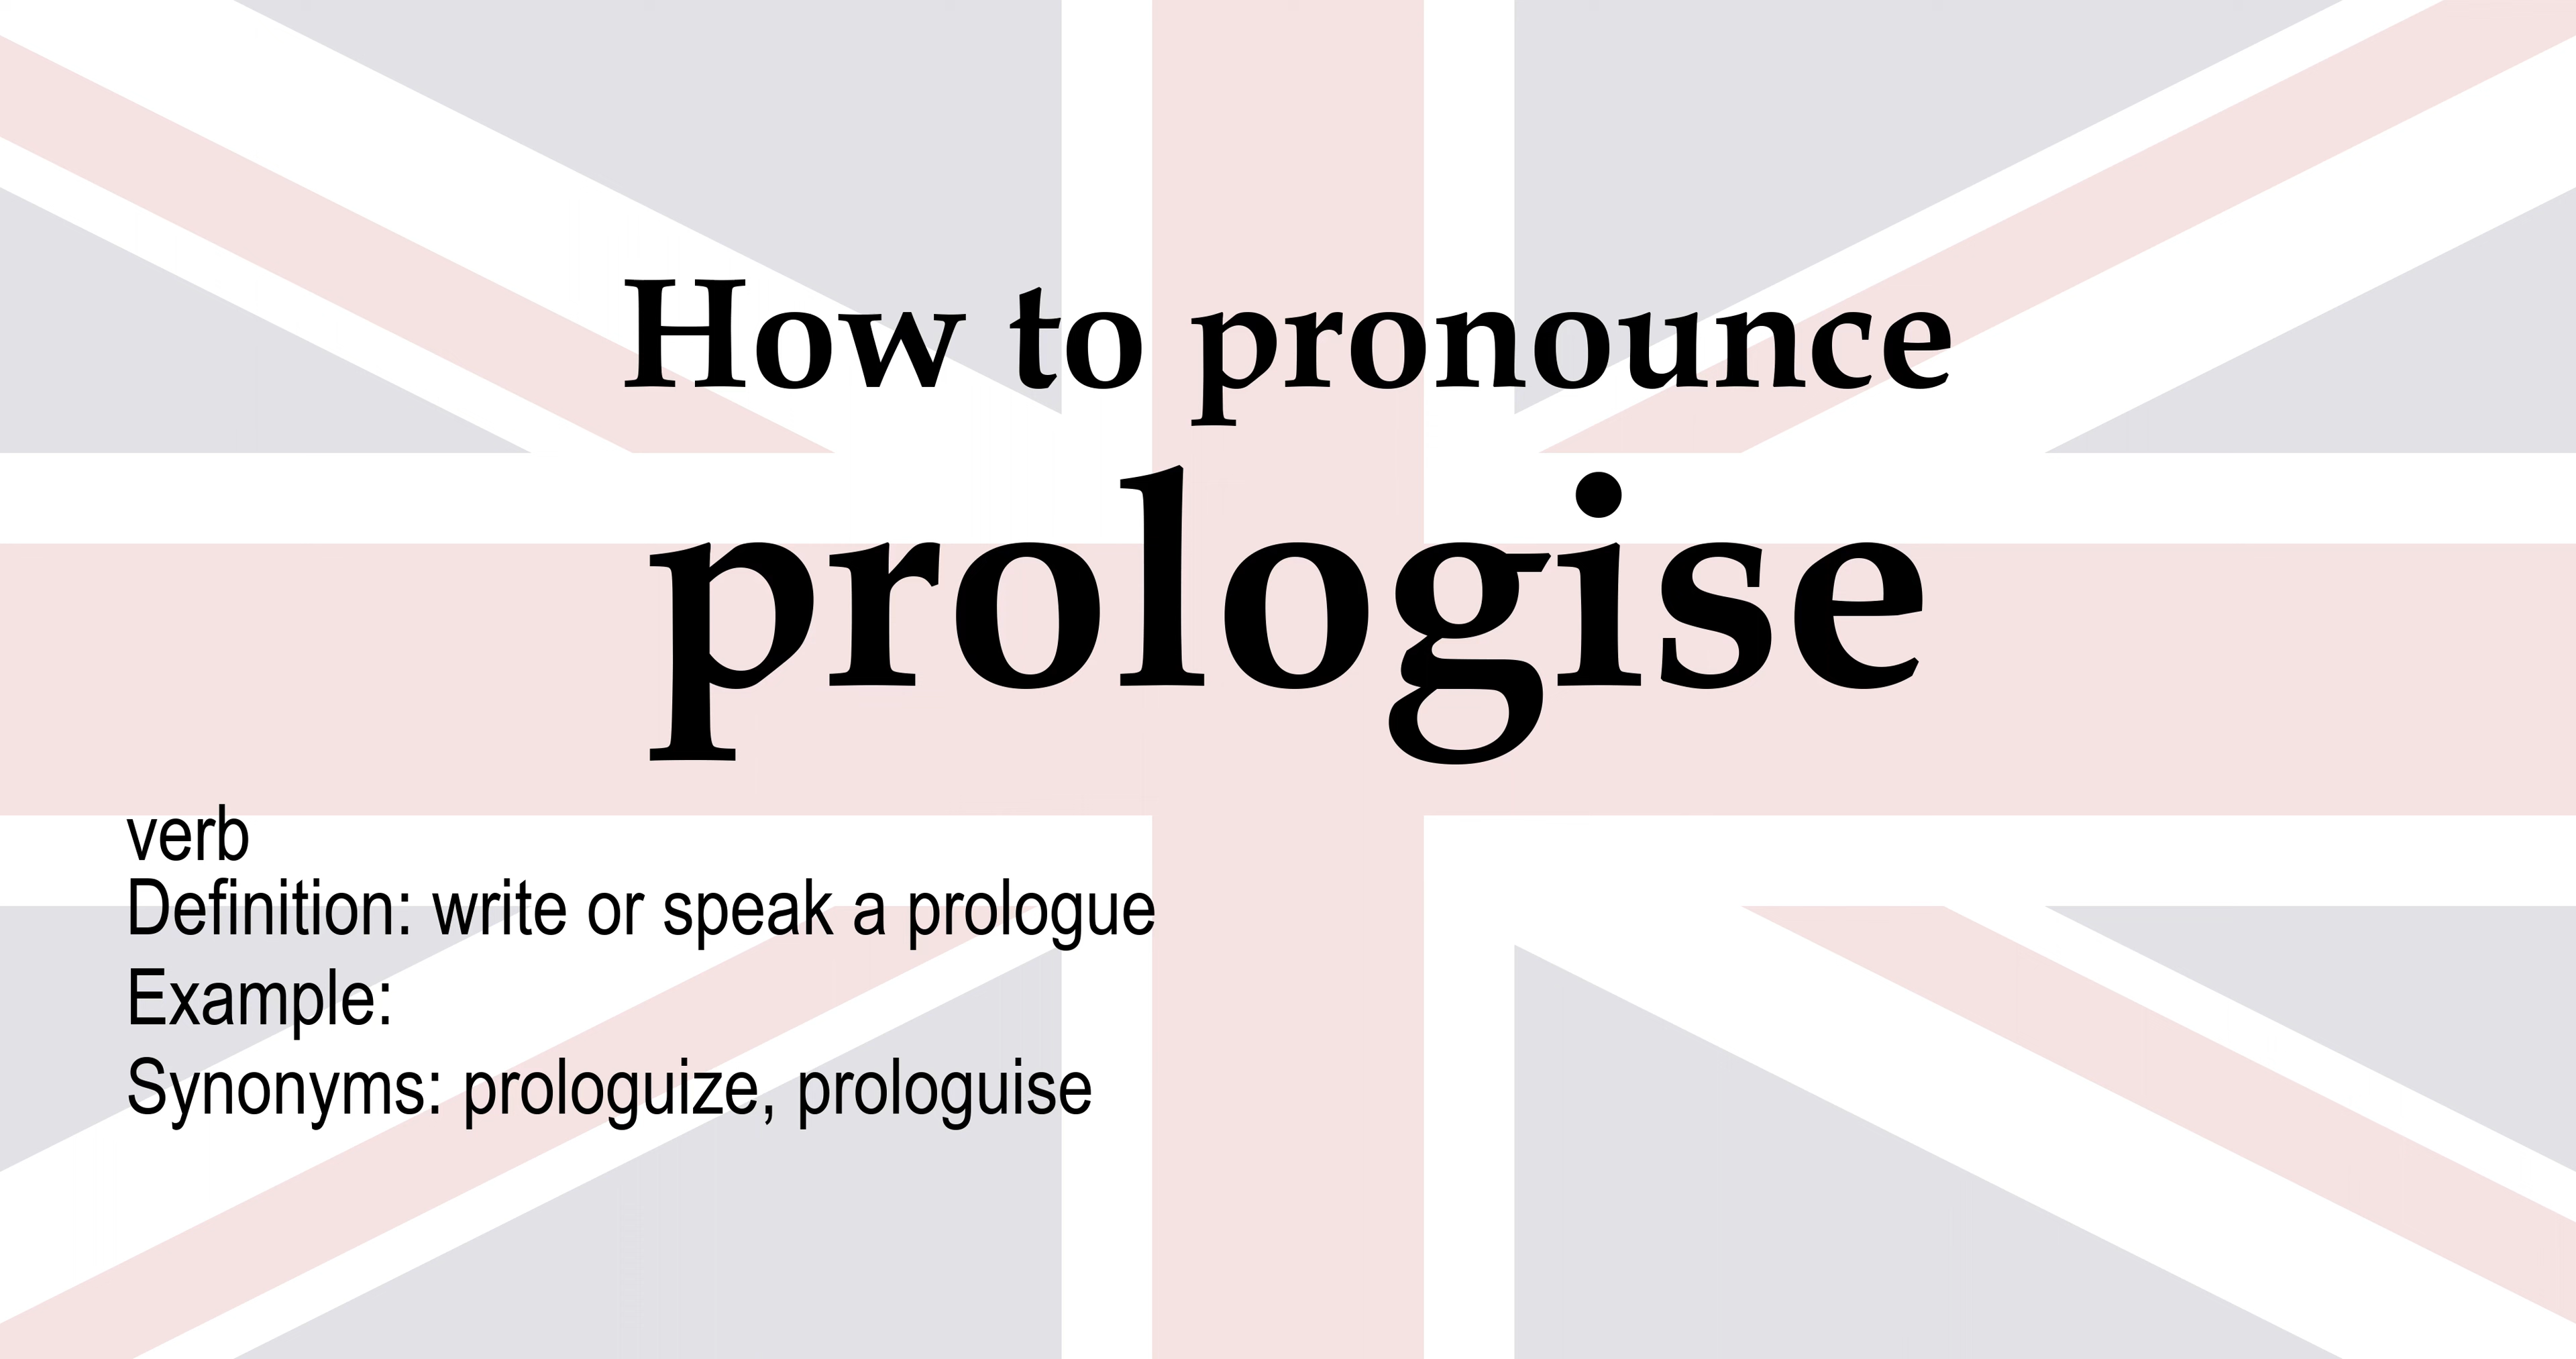 How to pronounce
prologise
verb
Definition: write or speak a prologue
Example:
Synonyms: prologuize, prologuise